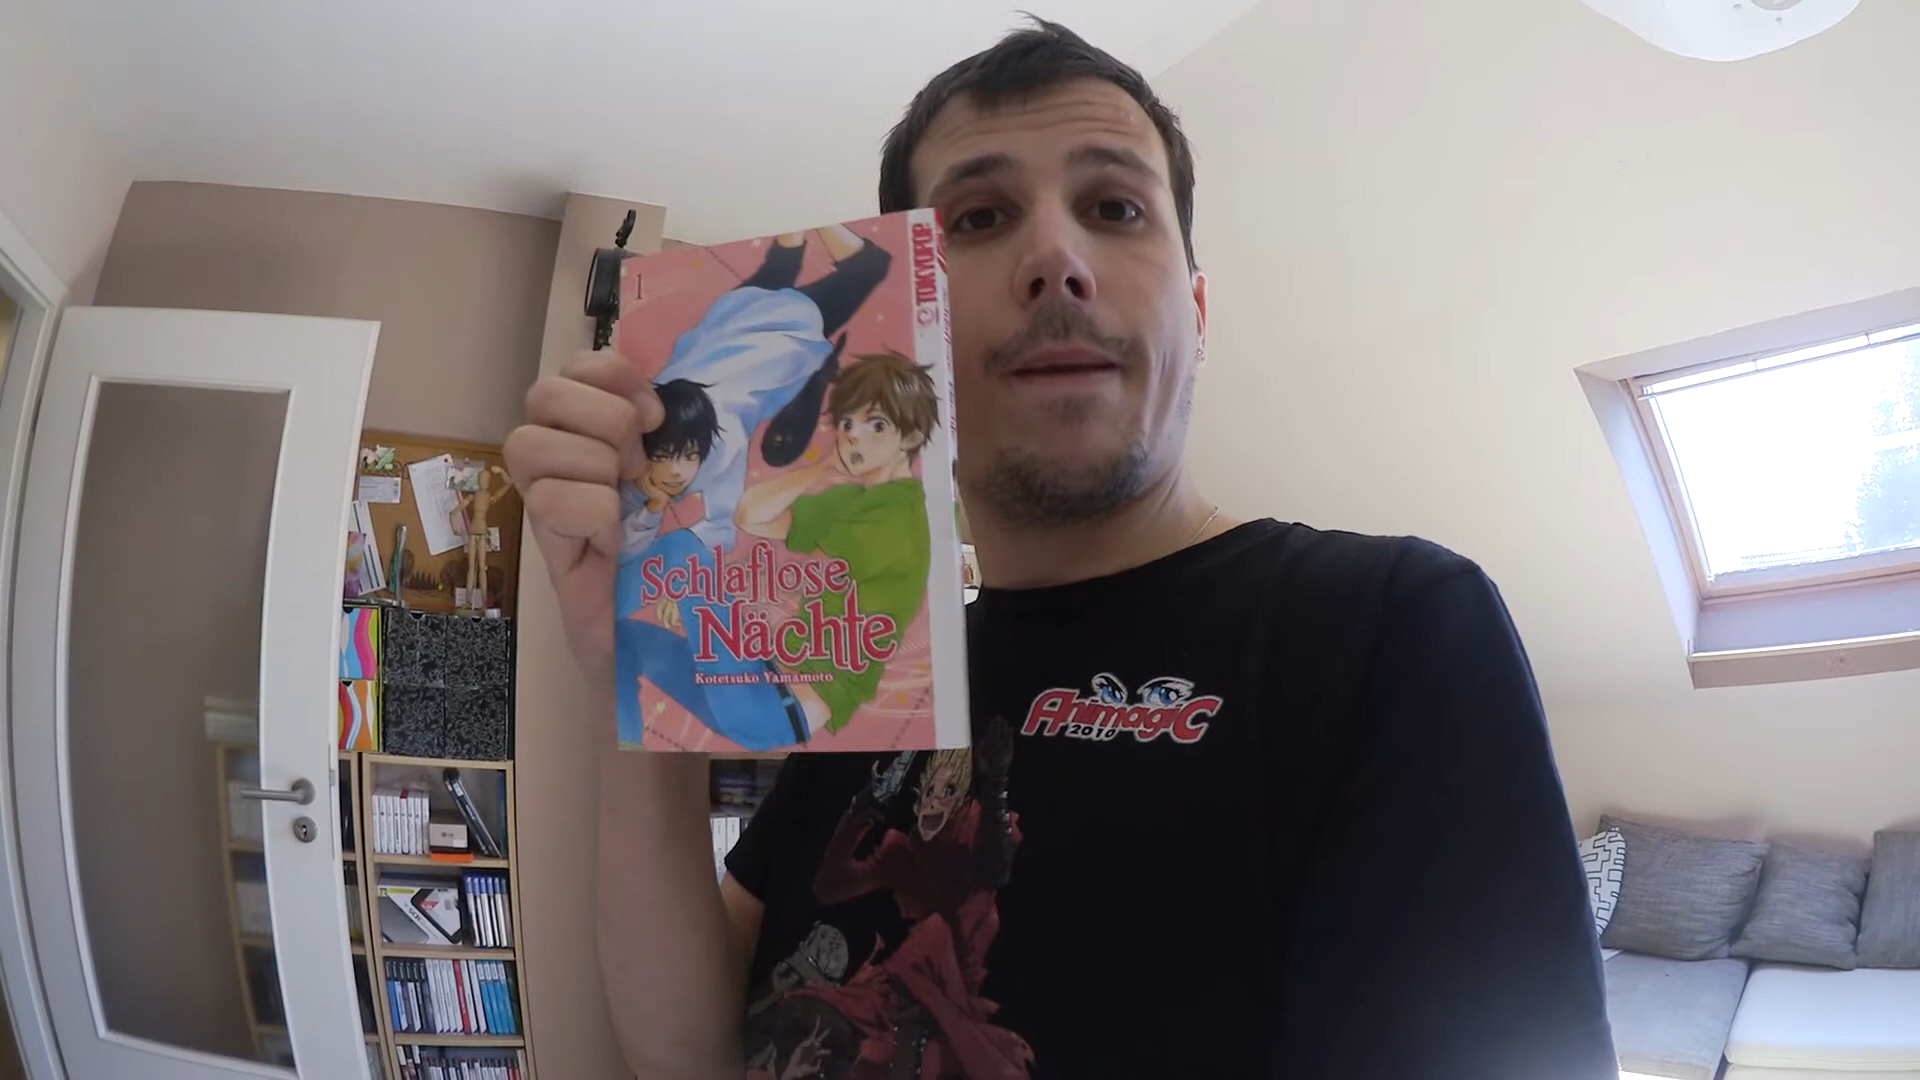 1
TOKYOPOP
Schlaflose
Nächte
Kotetsuko Yamamoto
AnimagiC
2010